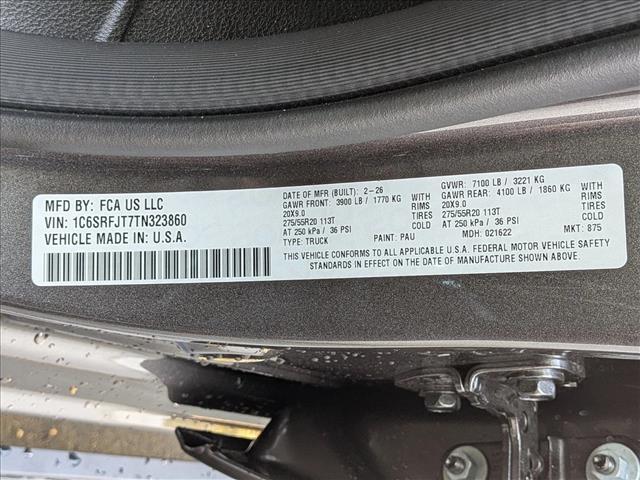 MFD BY: FCA US LLC
VIN: 1C6SRFJT7TN323860
VEHICLE MADE IN: U.S.A.
DATE OF MFR (BUILT): 2-26
GAWR FRONT: 3900 LB / 1770 KG WITH
20X9.0 RIMS
275/55R20 113T TIRES
AT 250 kPa / 36 PSI COLD
TYPE: TRUCK PAINT: PAU
GVWR: 7100 LB / 3221 KG
GAWR REAR: 4100 LB / 1860 KG WITH
20X9.0 RIMS
275/55R20 113T TIRES
AT 250 kPa / 36 PSI COLD
MDH: 021622 MKT: 875
THIS VEHICLE CONFORMS TO ALL APPLICABLE U.S.A. FEDERAL MOTOR VEHICLE SAFETY
STANDARDS IN EFFECT ON THE DATE OF MANUFACTURE SHOWN ABOVE.